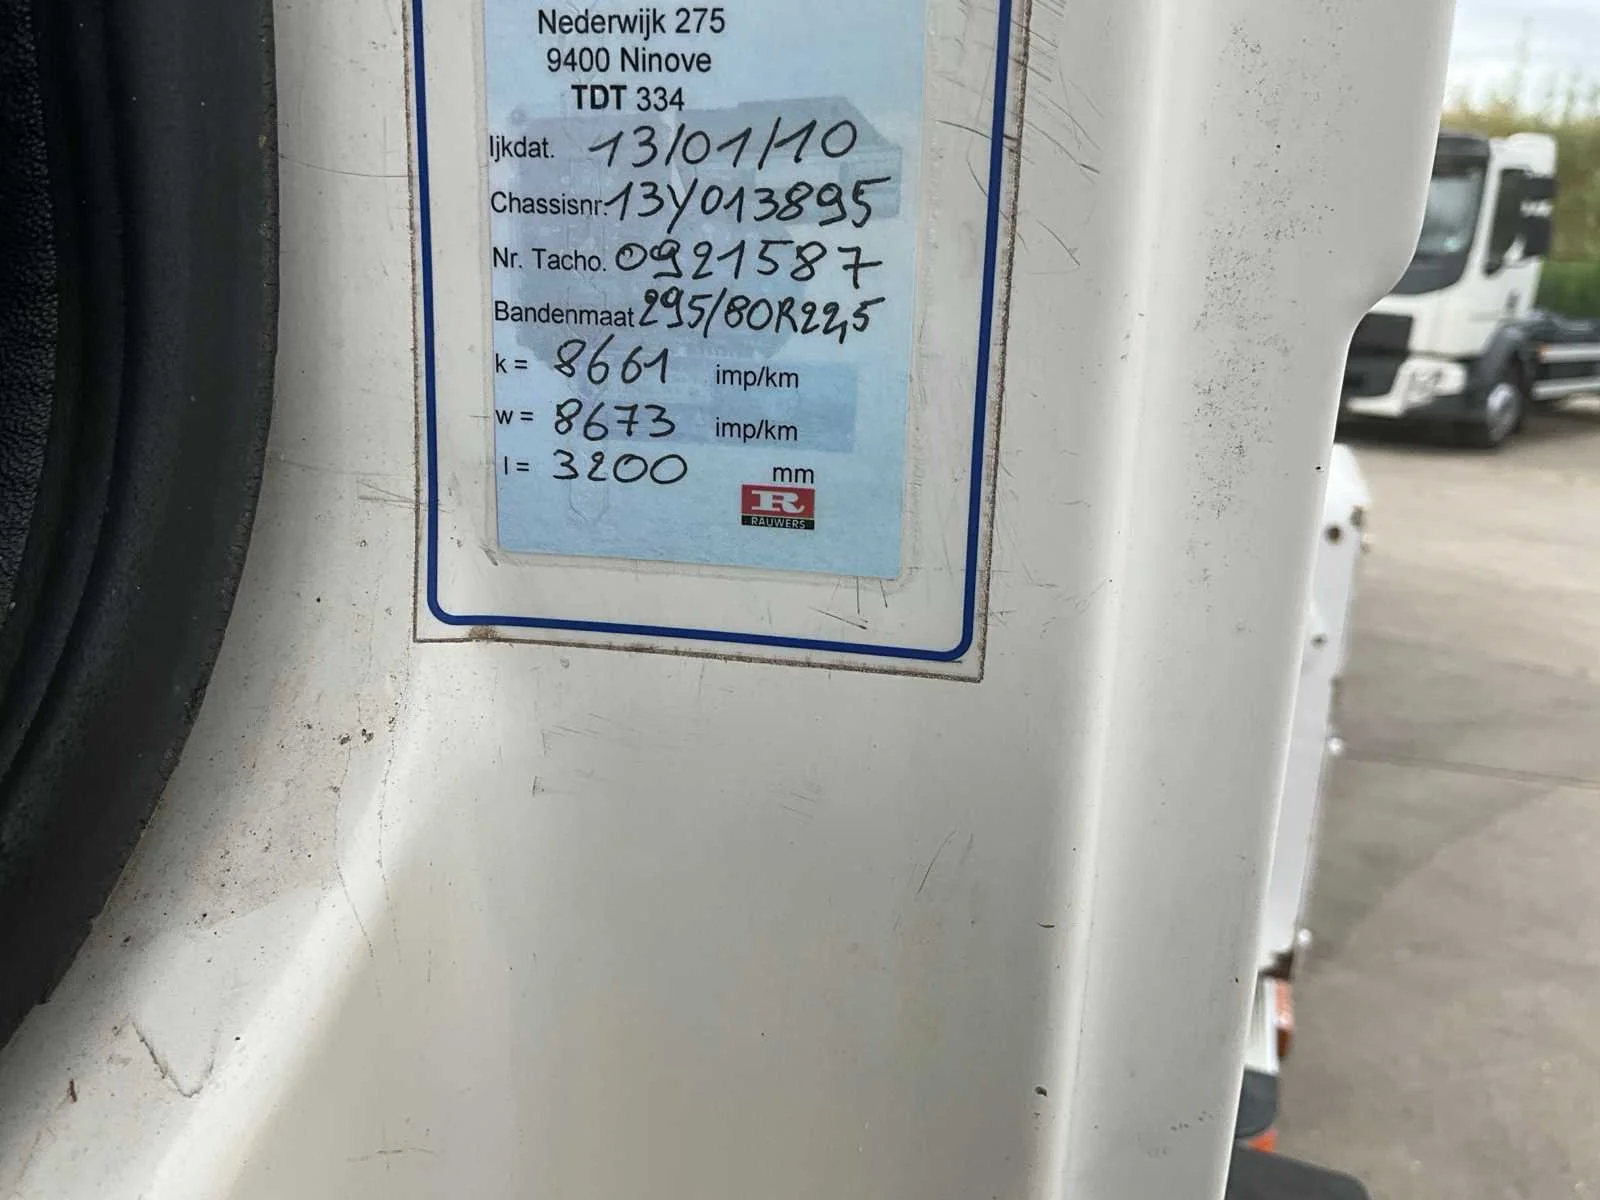 Nederwijk 275
9400 Ninove
TDT 334
Ijkdat. 13/01/10
Chassisnr. 13Y013895
Nr. Tacho. 0921587
Bandenmaat 295/80R22,5
k = 8661 imp/km
w = 8673 imp/km
l = 3200 mm
R
RAUWERS